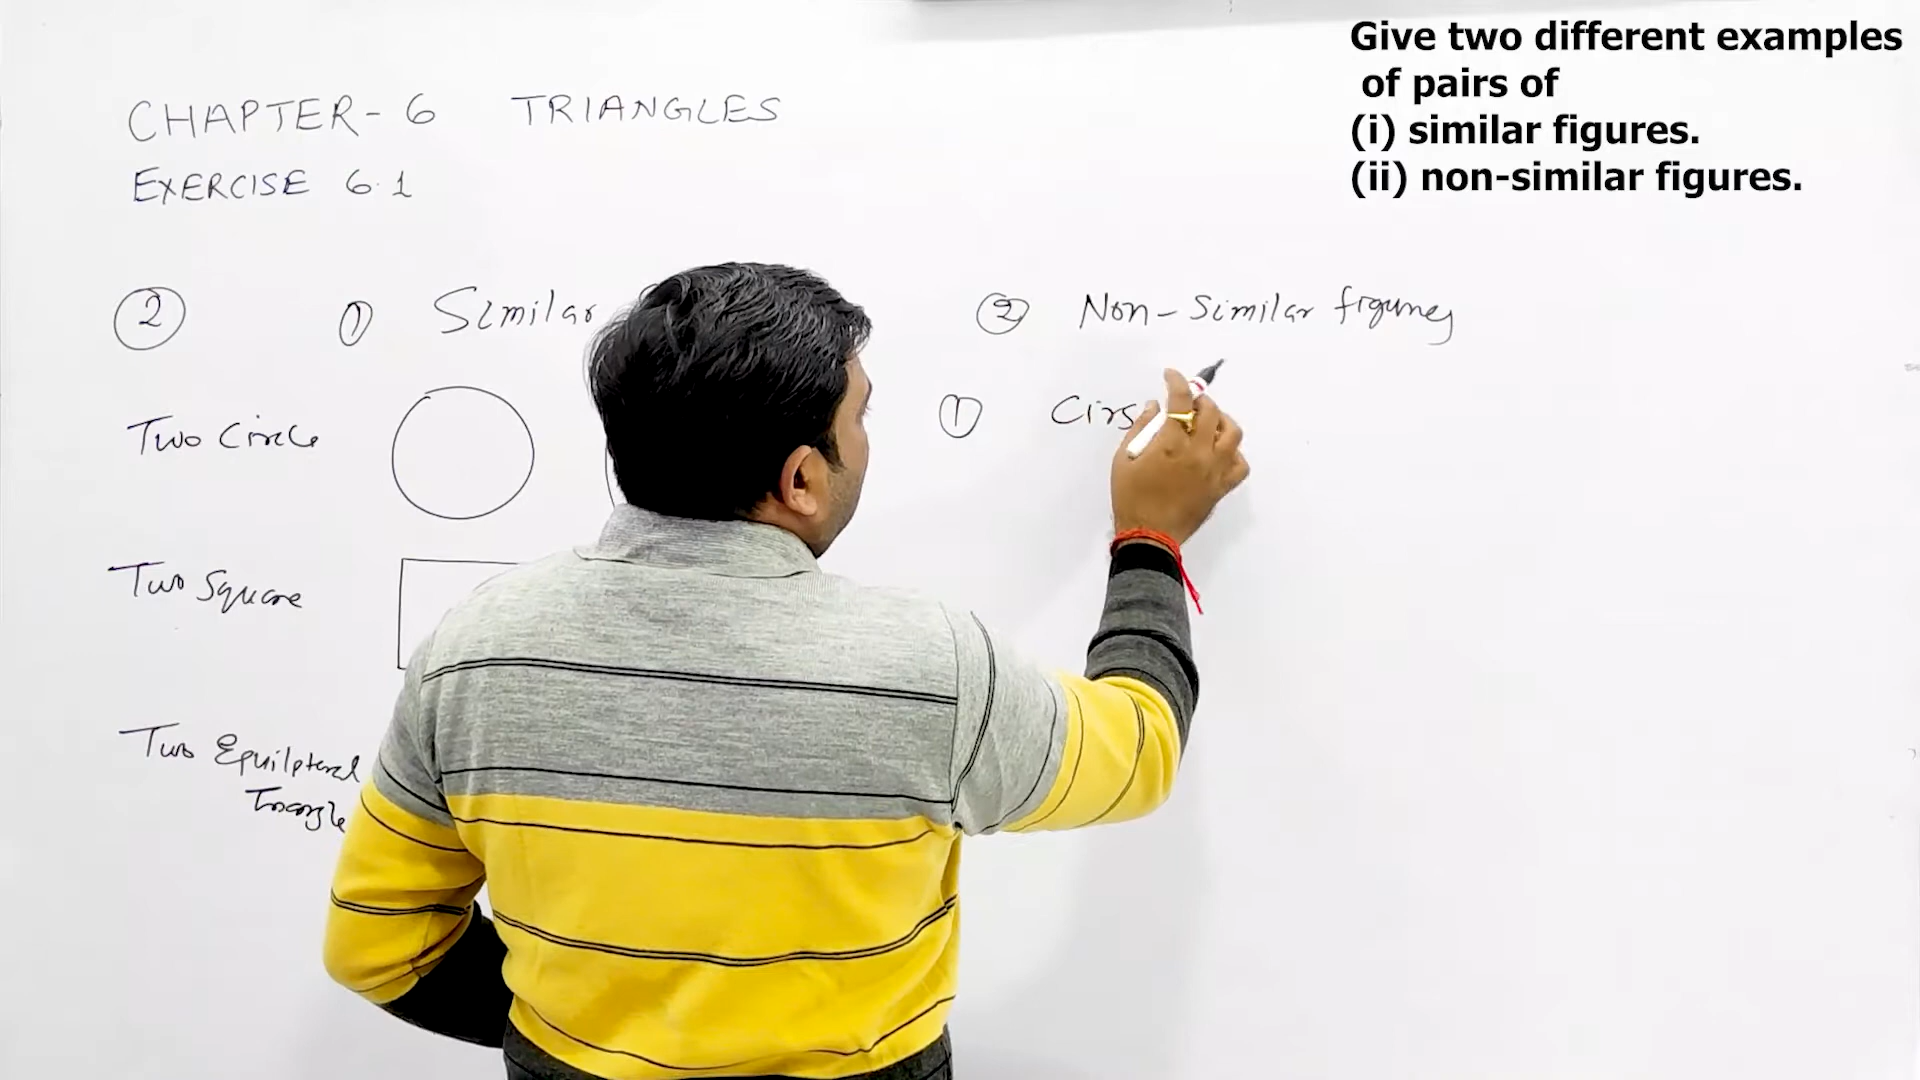 Give two different examples
of pairs of
(i) similar figures.
(ii) non-similar figures.
CHAPTER-6 TRIANGLES
EXERCISE 6.1
2 1 Similar
2 Non-Similar figures
Two Circle
1
Two Square
Two Equilateral
Triangle